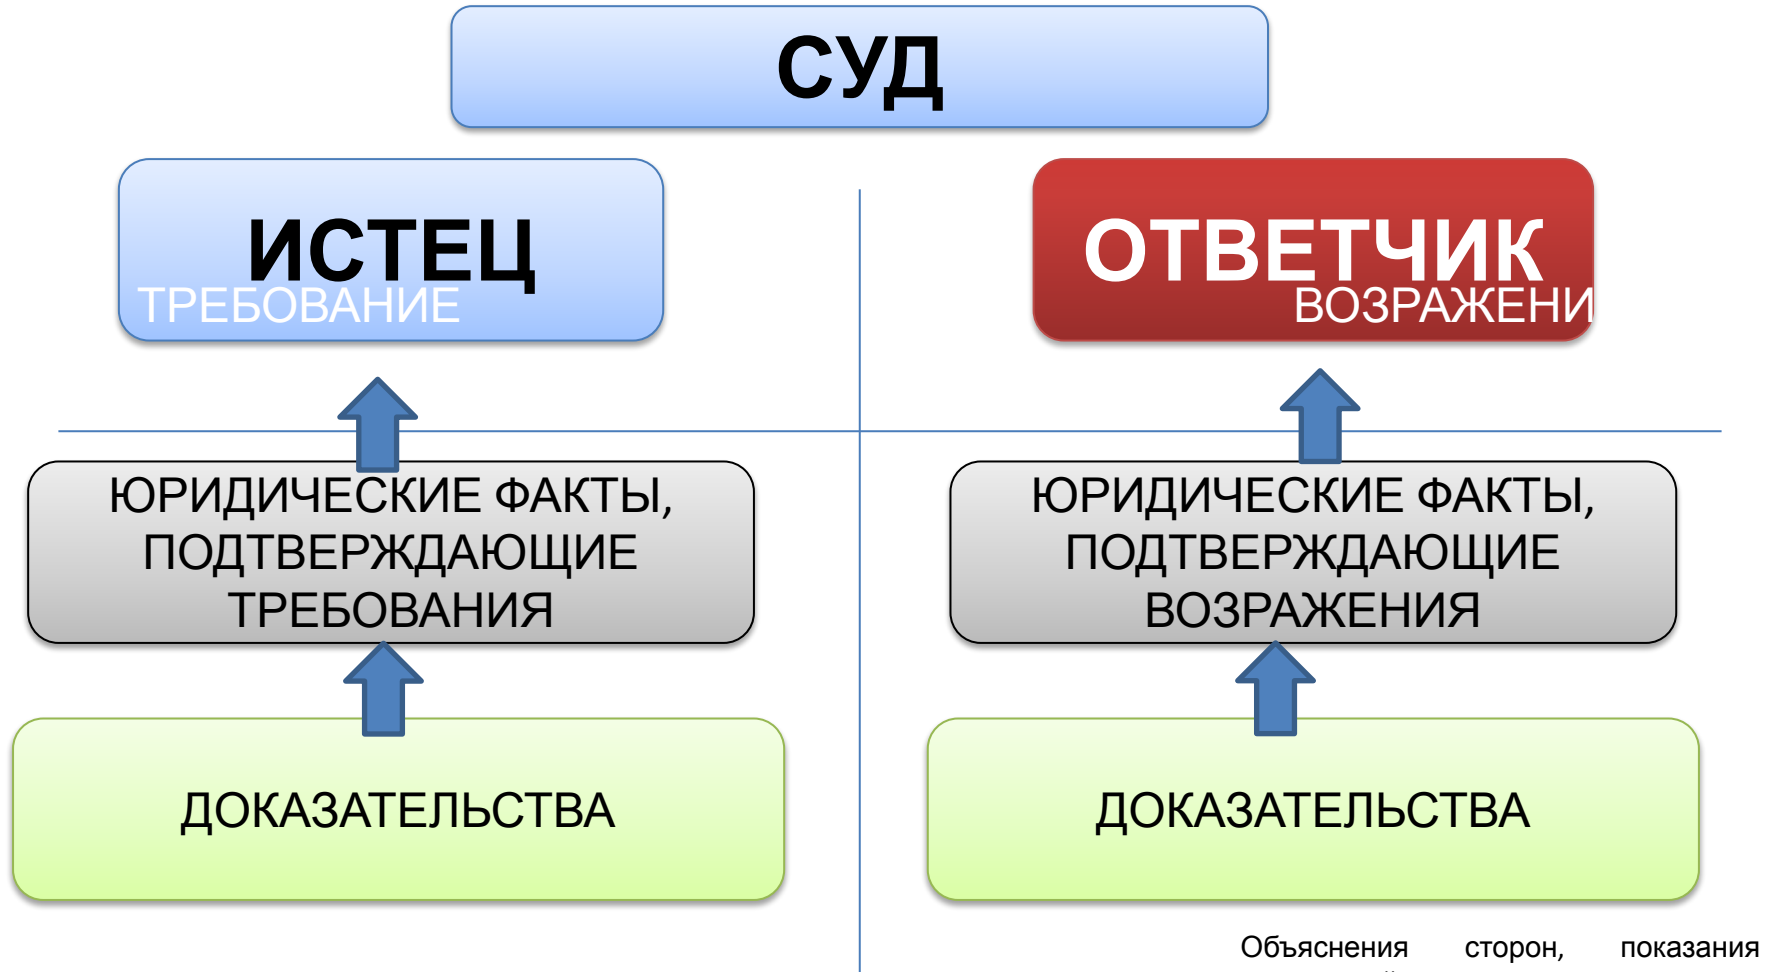 СУД
ИСТЕЦ
ТРЕБОВАНИЕ
ОТВЕТЧИК
ВОЗРАЖЕНИ
ЮРИДИЧЕСКИЕ ФАКТЫ,
ПОДТВЕРЖДАЮЩИЕ
ТРЕБОВАНИЯ
ЮРИДИЧЕСКИЕ ФАКТЫ,
ПОДТВЕРЖДАЮЩИЕ
ВОЗРАЖЕНИЯ
ДОКАЗАТЕЛЬСТВА
ДОКАЗАТЕЛЬСТВА
Объяснения сторон, показания